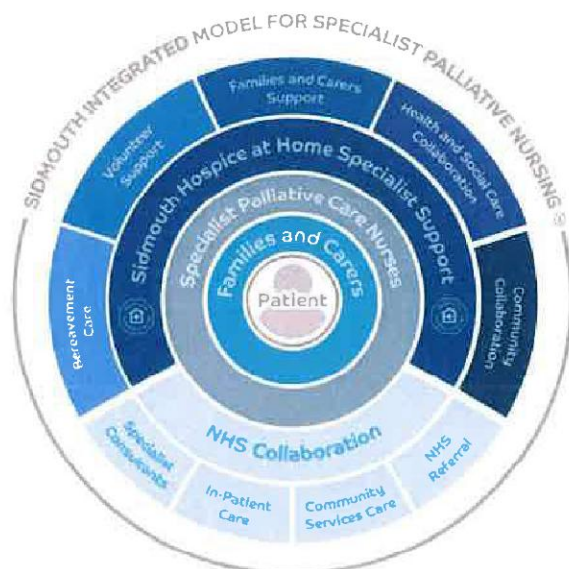 SIDMOUTH INTEGRATED MODEL FOR SPECIALIST PALLIATIVE NURSING ®
Families and Carers
Support
Volunteer
Support
Health and Social Care
Collaboration
Bereavement
Care
Community
Collaboration
Sidmouth Hospice at Home Specialist Support
Specialist Palliative Care Nurses
Families and Carers
Patient
NHS Collaboration
Specialist
Consultants
In-Patient
Care
Community
Services Care
NHS
Referral